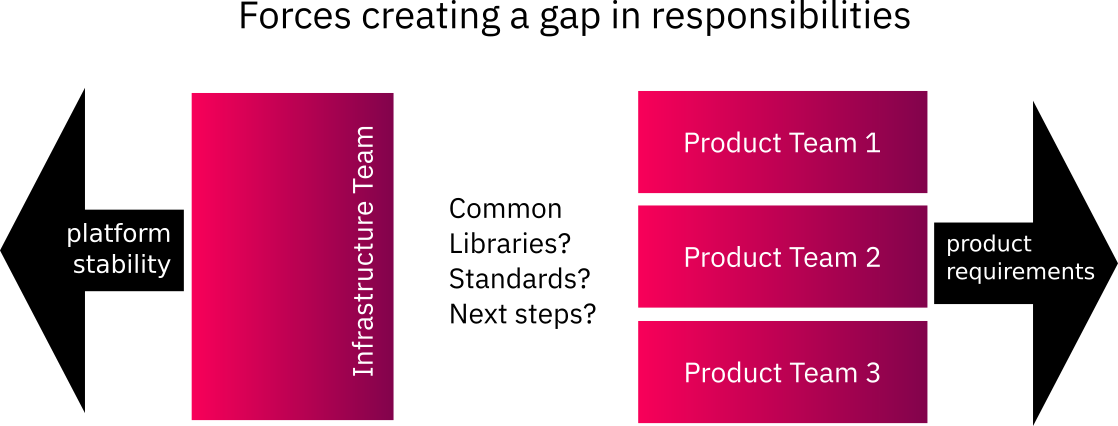 Forces creating a gap in responsibilities
platform
stability
Infrastructure Team
Common
Libraries?
Standards?
Next steps?
Product Team 1
Product Team 2
Product Team 3
product
requirements